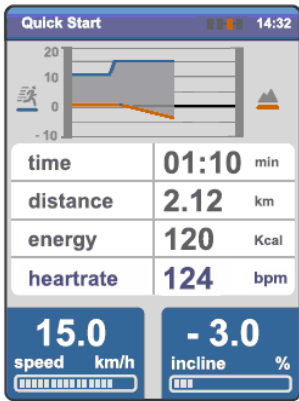 Quick Start 14:32
20
10
0
- 10
time 01:10 min
distance 2.12 km
energy 120 Kcal
heartrate 124 bpm
15.0 - 3.0
speed km/h incline %